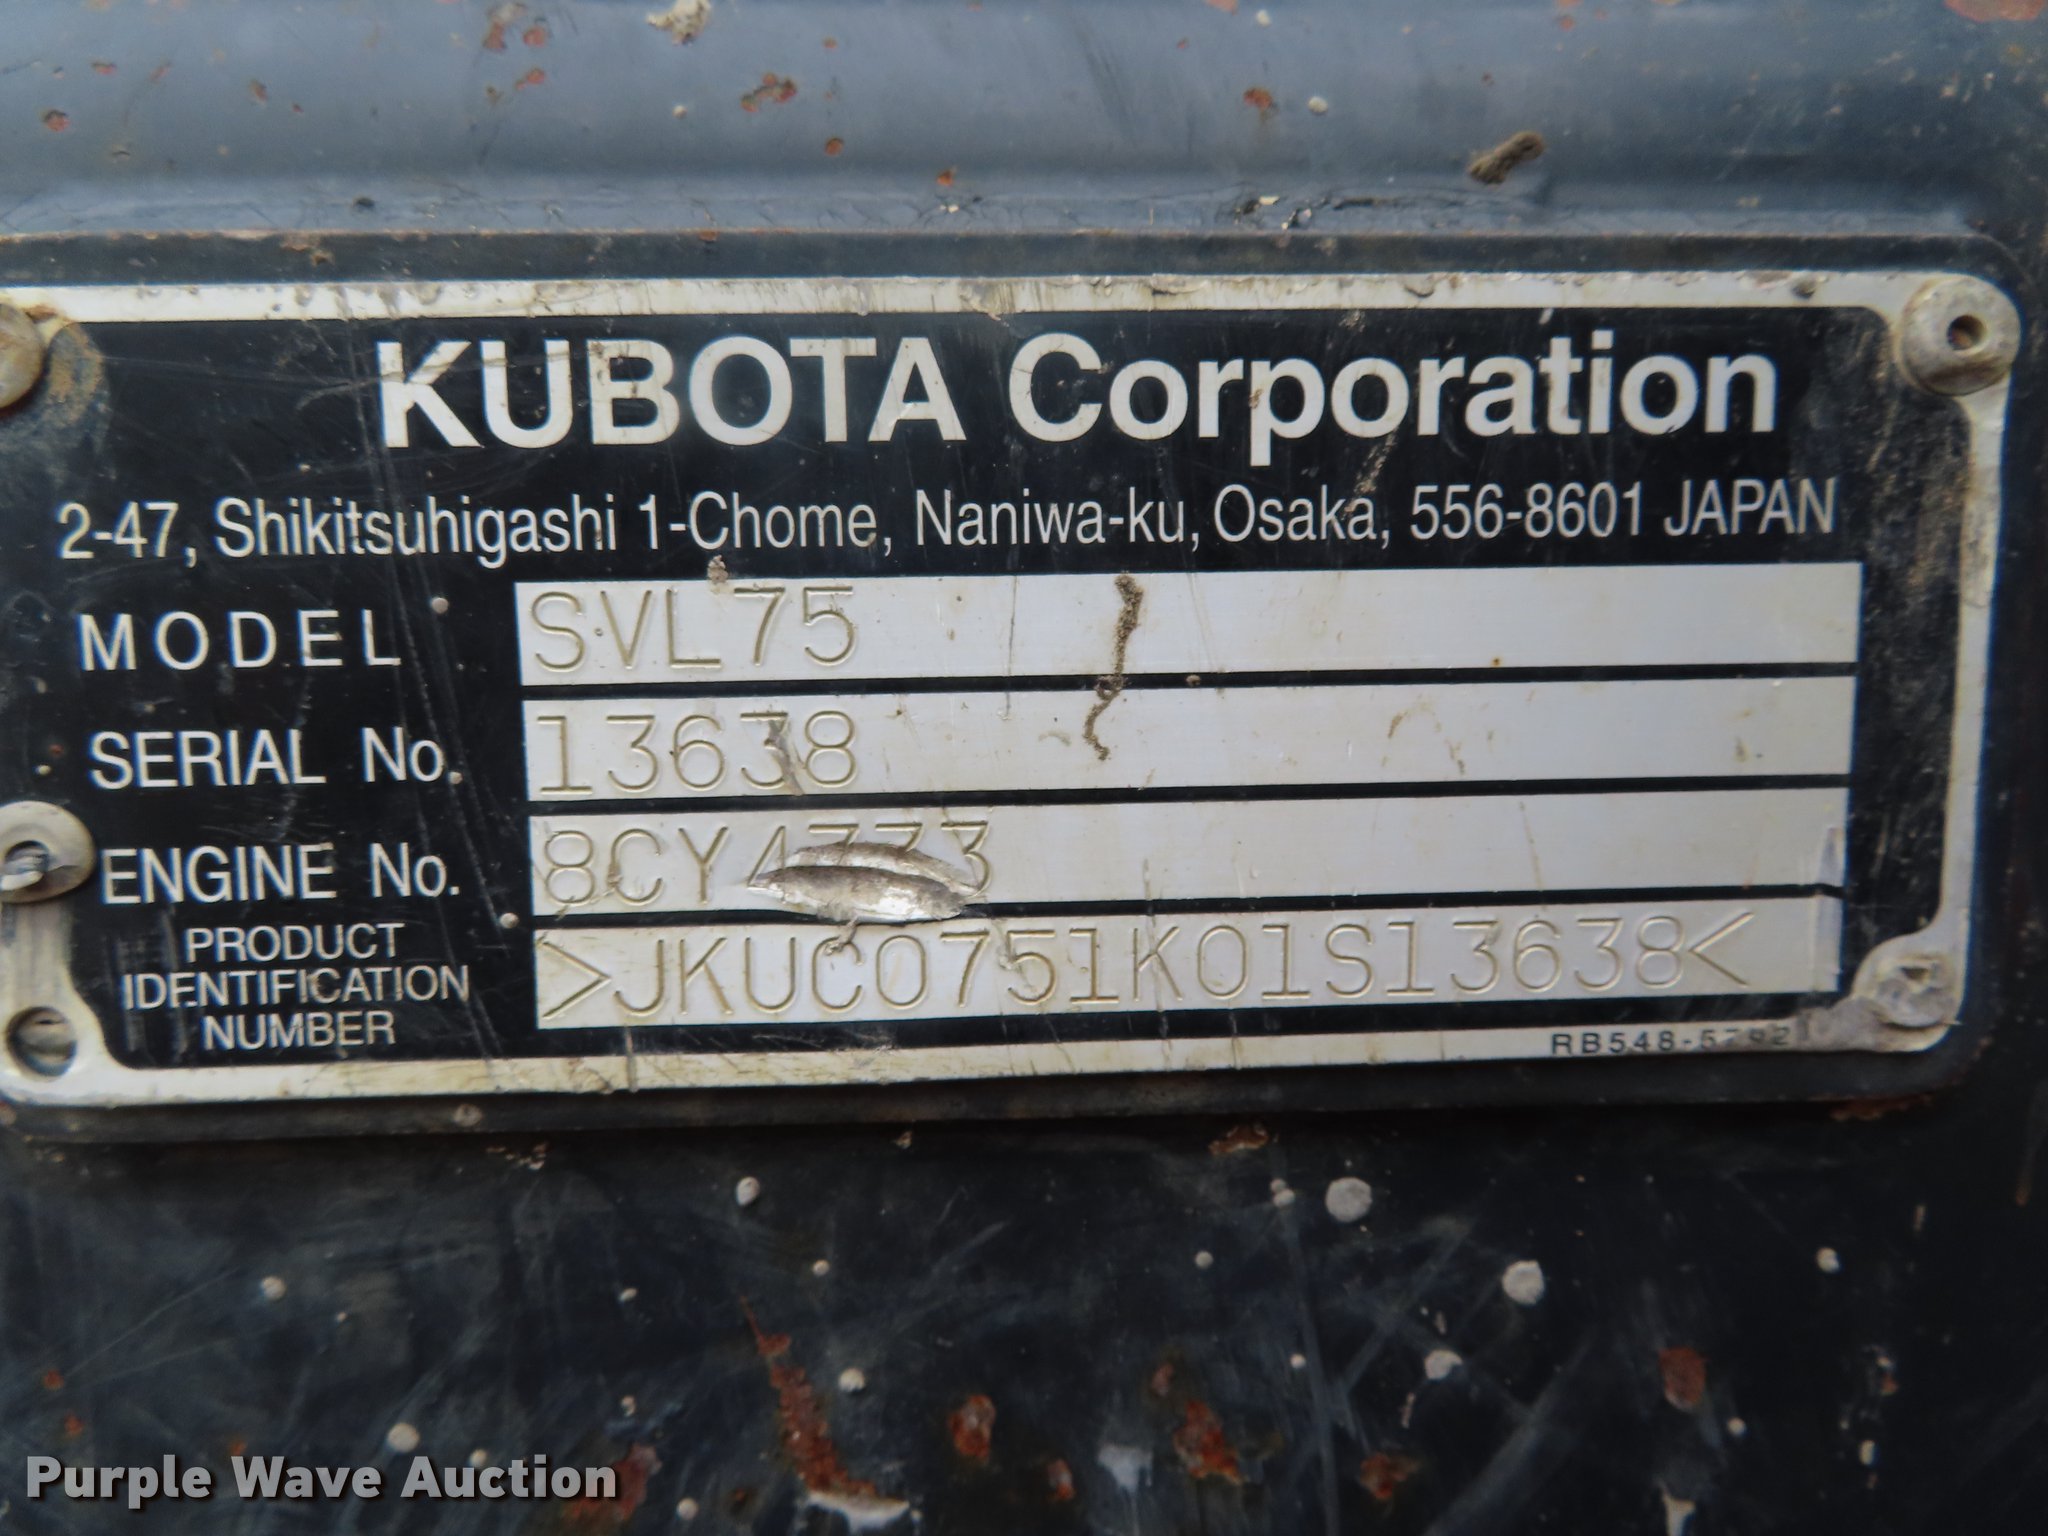 KUBOTA Corporation
2-47, Shikitsuhigashi 1-Chome, Naniwa-ku, Osaka, 556-8601 JAPAN
MODEL SVL75
SERIAL No. 13638
ENGINE No.
PRODUCT
IDENTIFICATION
NUMBER
>JKUC0751K01S13638<
Purple Wave Auction